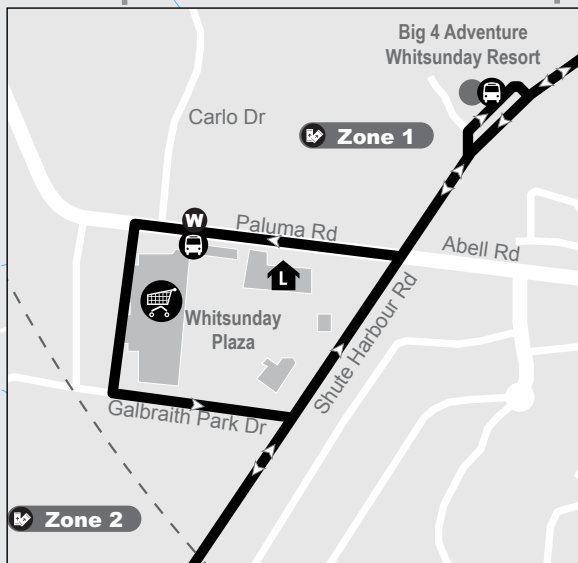 Big 4 Adventure
Whitsunday Resort
Carlo Dr
Zone 1
W
Paluma Rd
Abell Rd
L
Whitsunday
Plaza
Shute Harbour Rd
Galbraith Park Dr
Zone 2